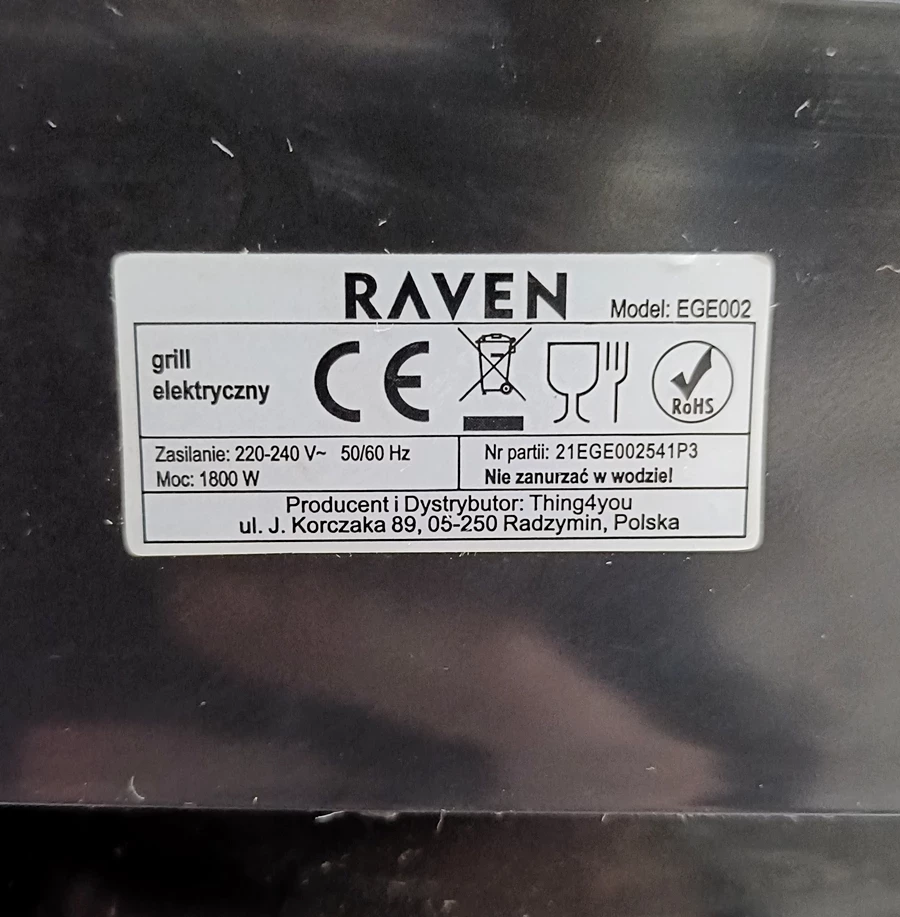 RAVEN
Model: EGE002
grill
elektryczny
CE
RoHS
Zasilanie: 220-240 V~ 50/60 Hz
Moc: 1800 W
Nr partii: 21EGE002541P3
Nie zanurzać w wodzie!
Producent i Dystrybutor: Thing4you
ul. J. Korczaka 89, 05-250 Radzymin, Polska